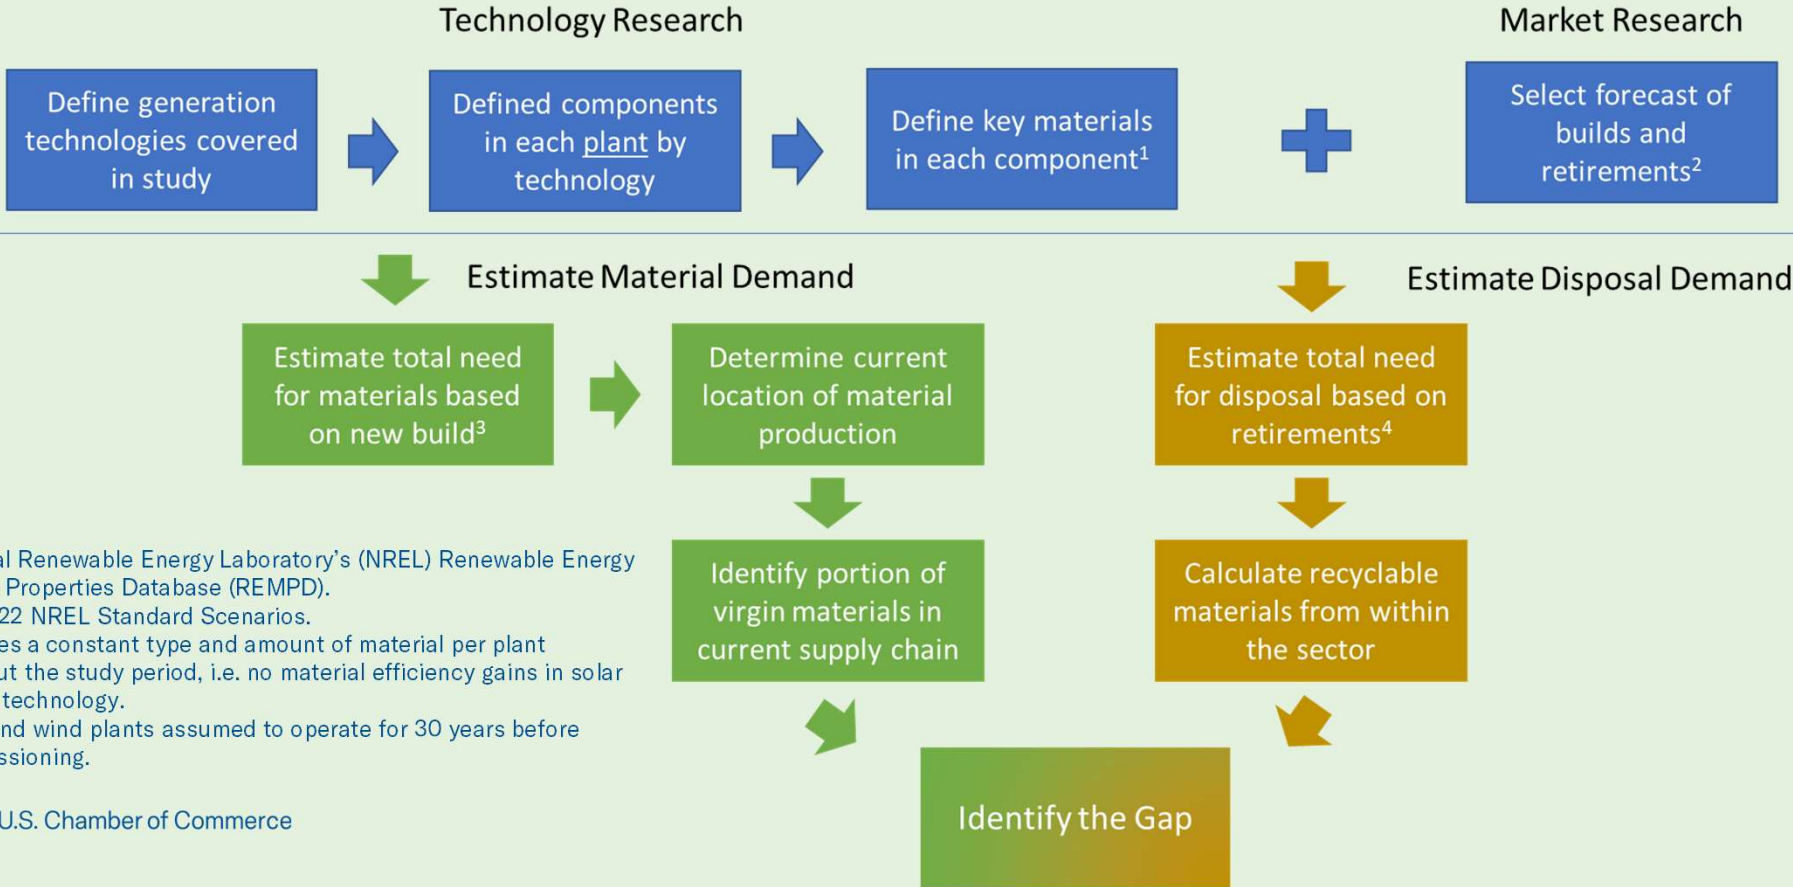 Technology Research
Market Research
Define generation
technologies covered
in study
Defined components
in each plant by
technology
Define key materials
in each component¹
Select forecast of
builds and
retirements²
Estimate Material Demand
Estimate Disposal Demand
Estimate total need
for materials based
on new build³
Determine current
location of material
production
Estimate total need
for disposal based on
retirements⁴
Identify portion of
virgin materials in
current supply chain
Calculate recyclable
materials from within
the sector
Renewable Energy Laboratory's (NREL) Renewable Energy
Properties Database (REMPD).
22 NREL Standard Scenarios.
a constant type and amount of material per plant
the study period, i.e. no material efficiency gains in solar
technology.
and wind plants assumed to operate for 30 years before
U.S. Chamber of Commerce
Identify the Gap